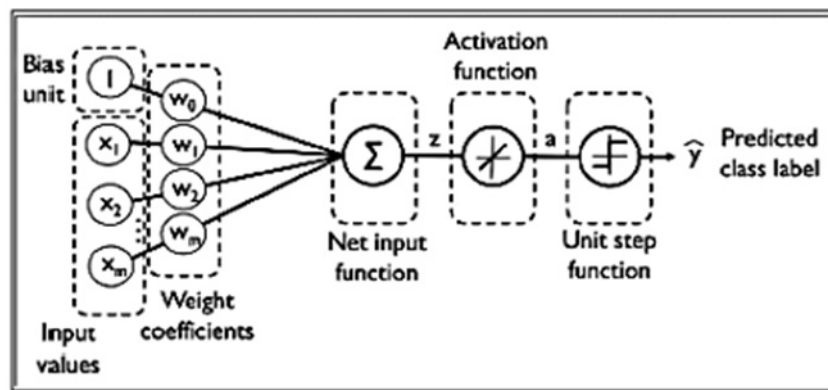 Activation
function
Bias
unit
1
w0
x1
w1
x2
w2
xm
wm
Σ
z
a
ŷ
Predicted
class label
Net input
function
Unit step
function
Weight
coefficients
Input
values